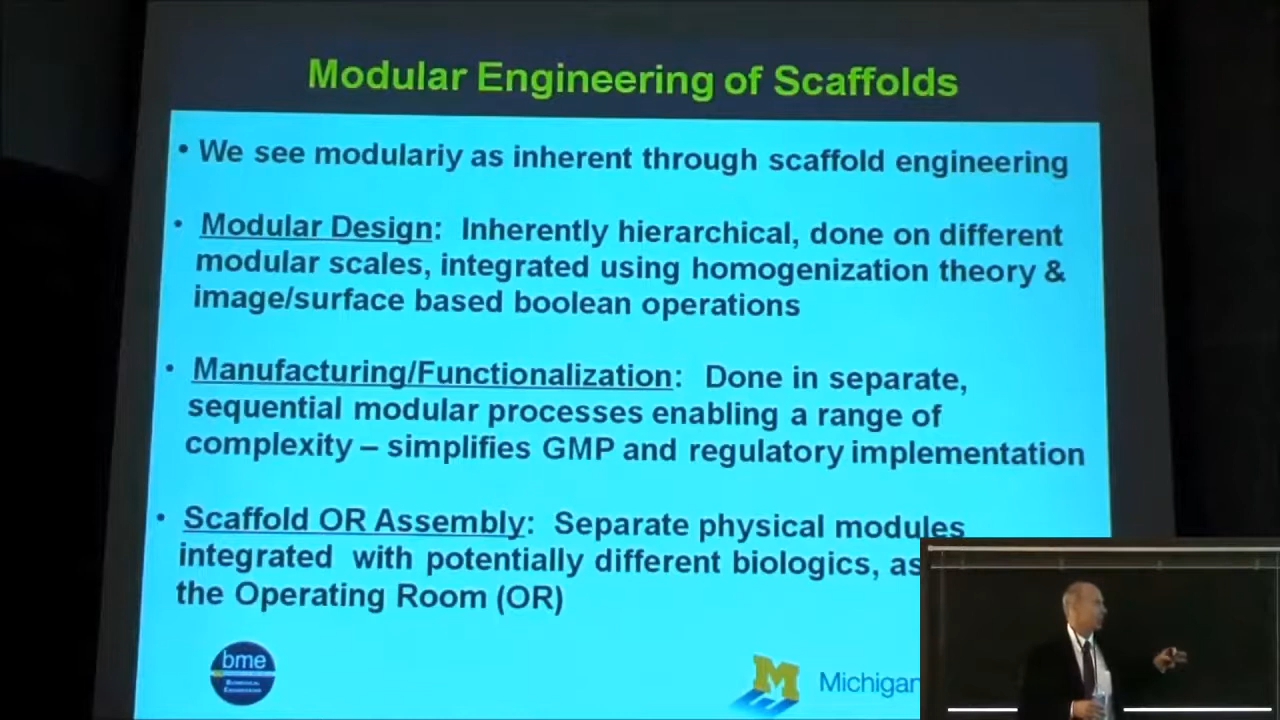 Modular Engineering of Scaffolds
• We see modulariy as inherent through scaffold engineering
• Modular Design: Inherently hierarchical, done on different
modular scales, integrated using homogenization theory &
image/surface based boolean operations
• Manufacturing/Functionalization: Done in separate,
sequential modular processes enabling a range of
complexity – simplifies GMP and regulatory implementation
• Scaffold OR Assembly: Separate physical modules
integrated with potentially different biologics, as
the Operating Room (OR)
bme
Biomedical
Engineering
M
Michigan